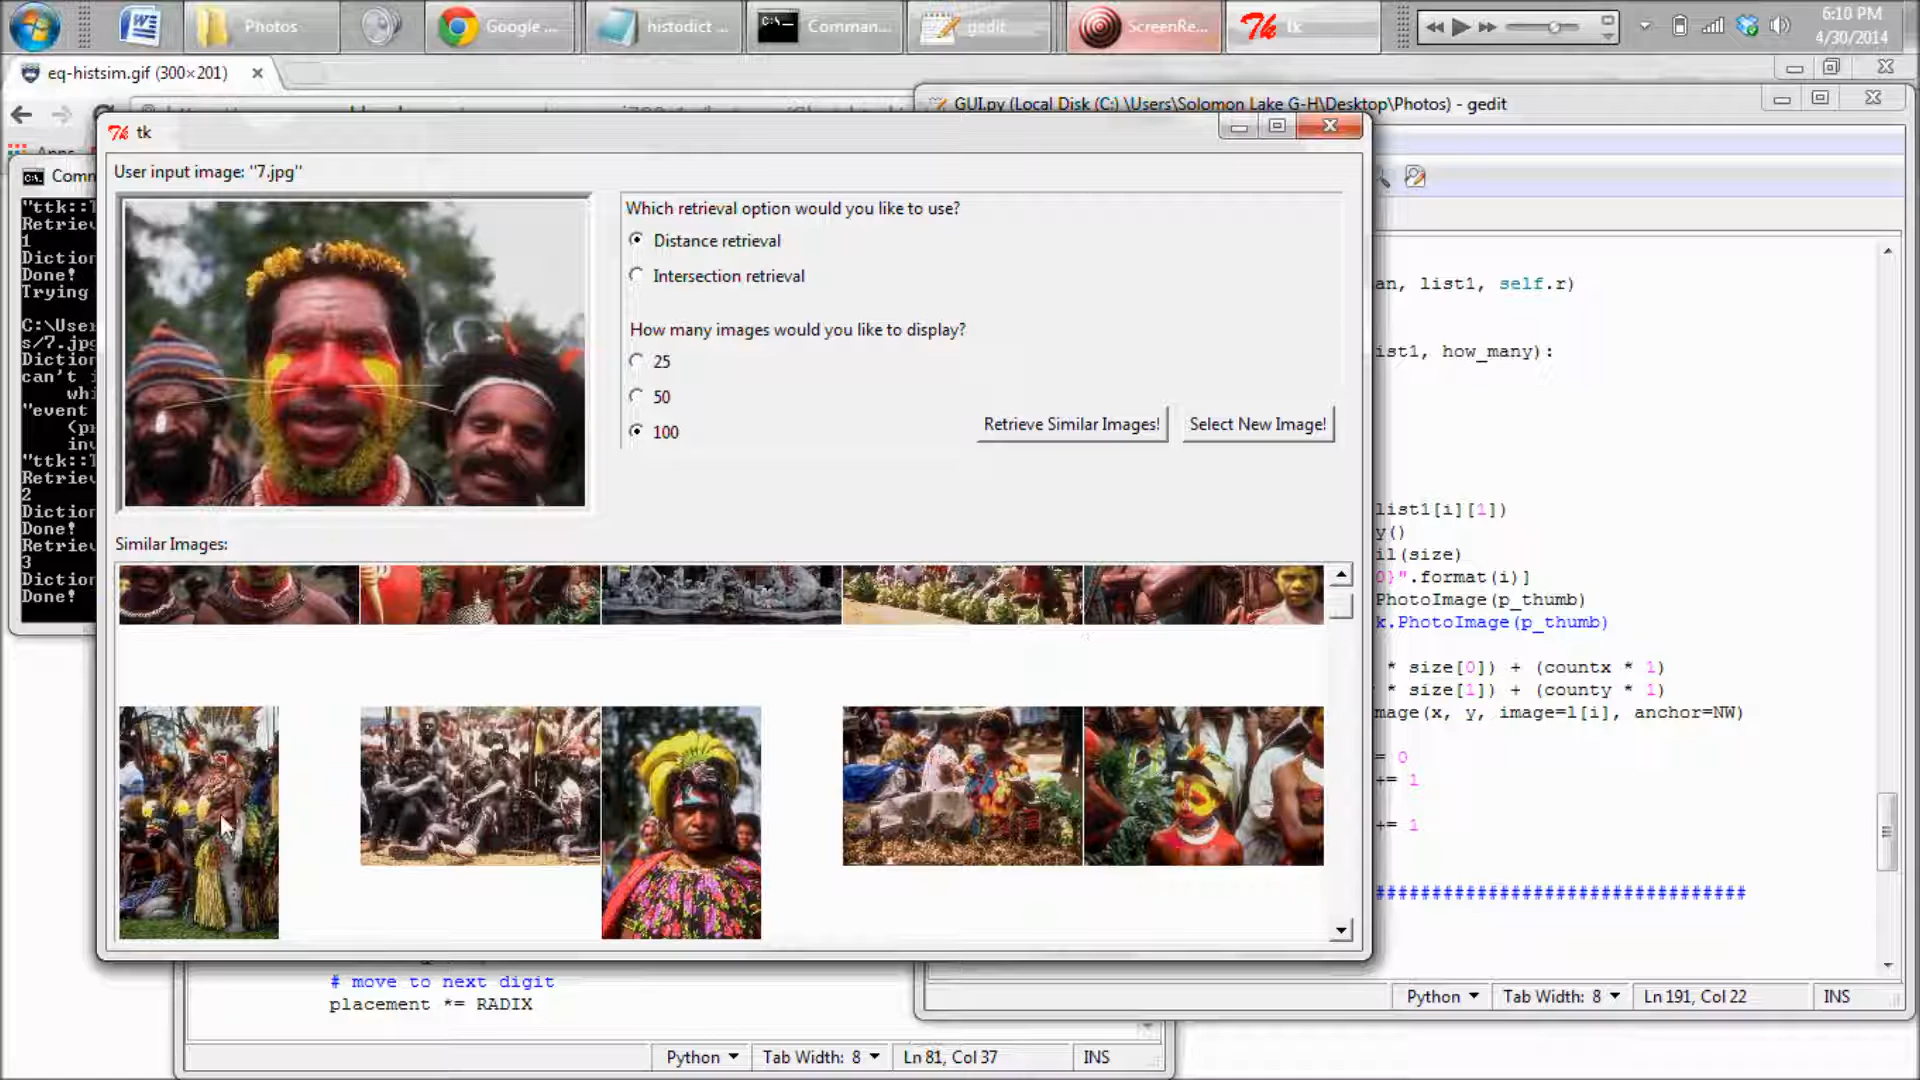 Photos
Google ...
histodict ...
Comman...
gedit
ScreenRe...
Tk tk
6:10 PM
4/30/2014
eq-histsim.gif (300×201)
GUI.py (Local Disk (C:) \Users\Solomon Lake G-H\Desktop\Photos) - gedit
Apps
Tk tk
User input image: "7.jpg"
Which retrieval option would you like to use?
Distance retrieval
Intersection retrieval
How many images would you like to display?
25
50
100
Retrieve Similar Images!
Select New Image!
Similar Images:
Comm
"ttk::T
Retriev
1
Diction
Done!
Trying
C:\User
s/7.jpg
Diction
can't i
whi
"event
(pr
inv
"ttk::T
Retriev
2
Diction
Done!
Retriev
3
Diction
Done!
an, list1, self.r)
ist1, how_many):
list1[i][1])
y()
il(size)
0}".format(i)]
PhotoImage(p_thumb)
k.PhotoImage(p_thumb)
* size[0]) + (countx * 1)
* size[1]) + (county * 1)
mage(x, y, image=l[i], anchor=NW)
= 0
+= 1
+= 1
#################################
Python
Tab Width: 8
Ln 191, Col 22
INS
# move to next digit
placement *= RADIX
Python
Tab Width: 8
Ln 81, Col 37
INS